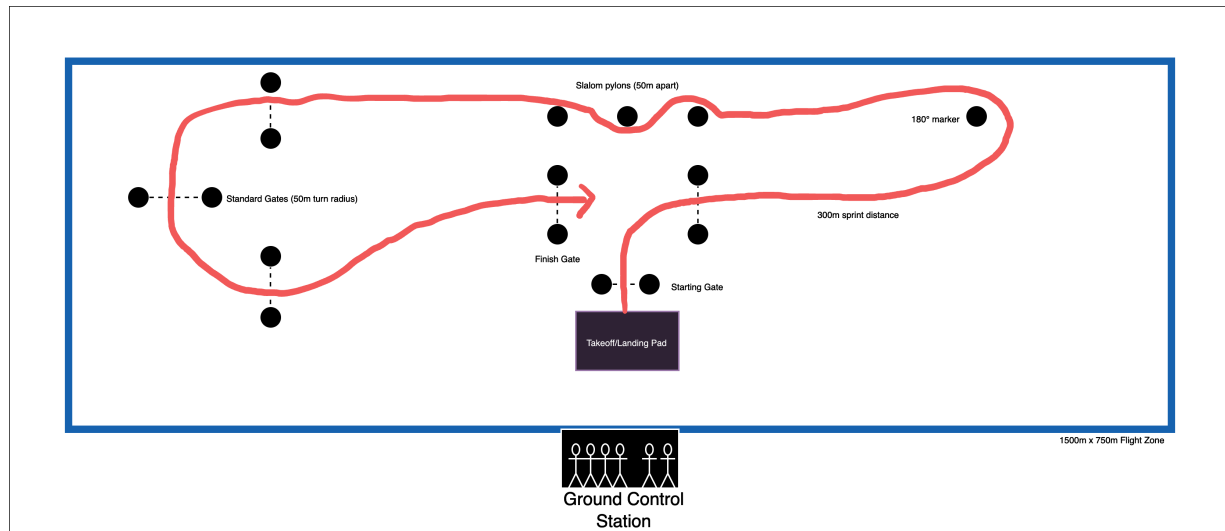 Slalom pylons (50m apart)
180° marker
Standard Gates (50m turn radius)
300m sprint distance
Finish Gate
Starting Gate
Takeoff/Landing Pad
1500m x 750m Flight Zone
Ground Control
Station